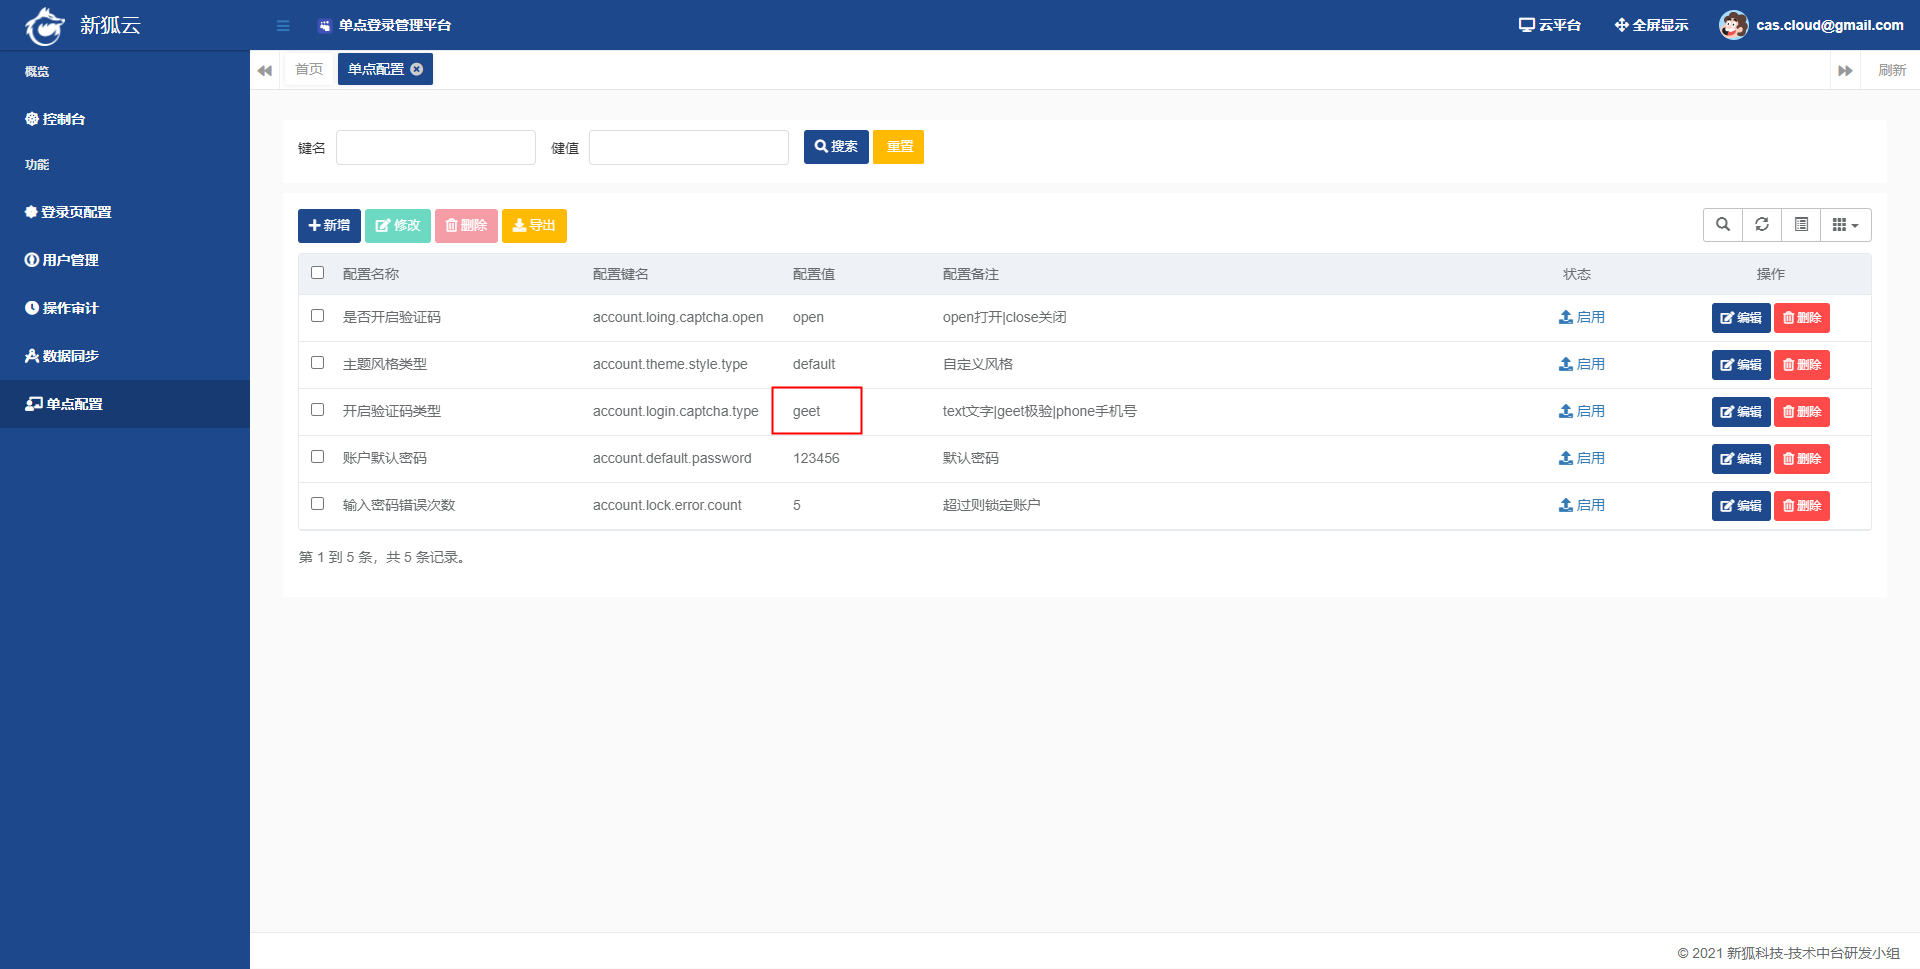 新狐云
单点登录管理平台
云平台
全屏显示
cas.cloud@gmail.com
概览
控制台
功能
登录页配置
用户管理
操作审计
数据同步
单点配置
首页
单点配置
刷新
键名
健值
搜索
重置
新增
修改
删除
导出
配置名称 配置键名 配置值 配置备注 状态 操作
是否开启验证码 account.loing.captcha.open open open打开|close关闭 启用 编辑 删除
主题风格类型 account.theme.style.type default 自定义风格 启用 编辑 删除
开启验证码类型 account.login.captcha.type geet text文字|geet极验|phone手机号 启用 编辑 删除
账户默认密码 account.default.password 123456 默认密码 启用 编辑 删除
输入密码错误次数 account.lock.error.count 5 超过则锁定账户 启用 编辑 删除
第 1 到 5 条，共 5 条记录。
© 2021 新狐科技-技术中台研发小组